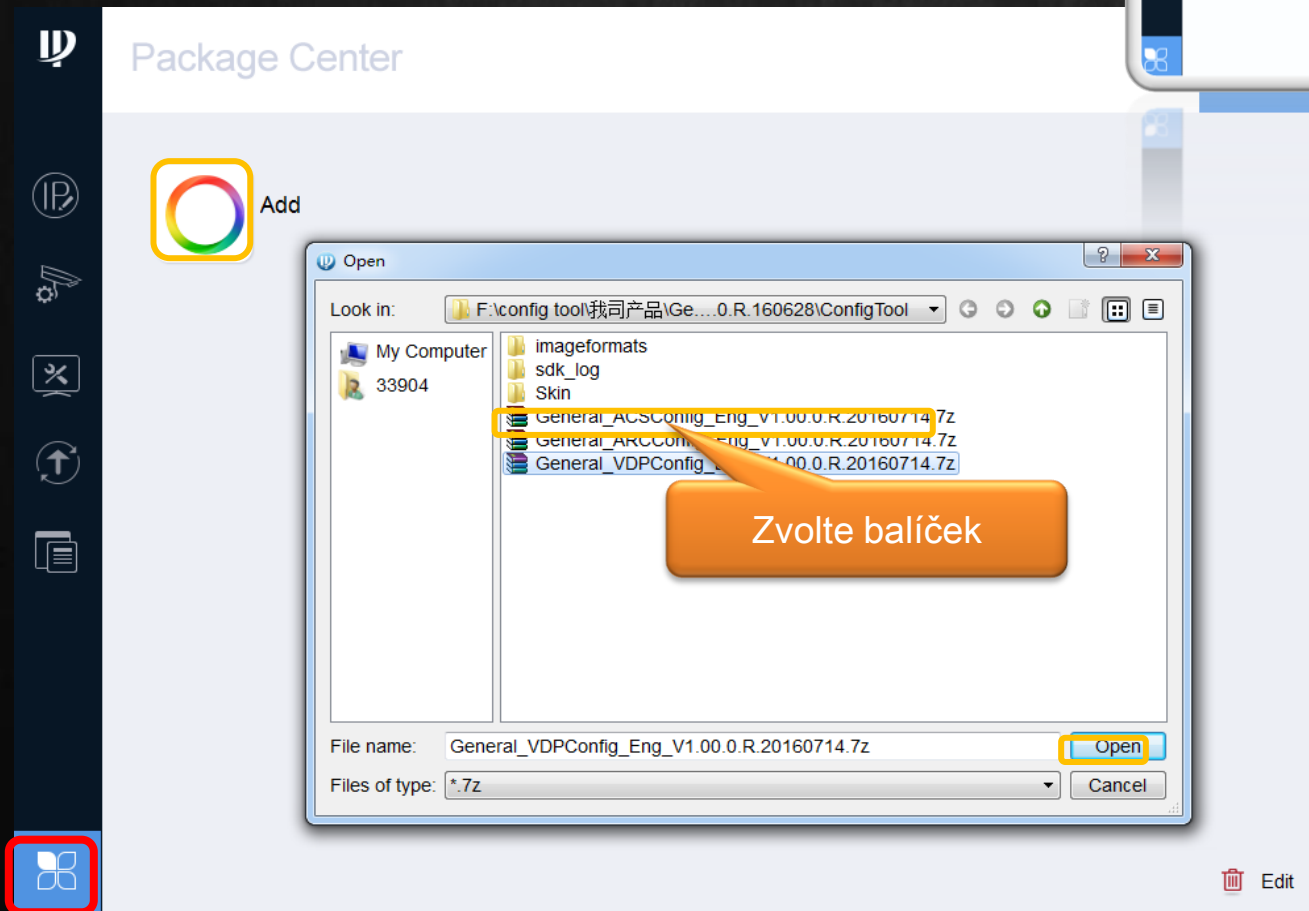 Package Center
Add
Open
Look in: F:\config tool\我司产品\Ge....0.R.160628\ConfigTool
My Computer
33904
imageformats
sdk_log
Skin
General_ACSConfig_Eng_V1.00.0.R.20160714.7z
General_ARCConfig_Eng_V1.00.0.R.20160714.7z
General_VDPConfig_ V1.00.0.R.20160714.7z
Zvolte balíček
File name: General_VDPConfig_Eng_V1.00.0.R.20160714.7z
Open
Files of type: *.7z
Cancel
Edit